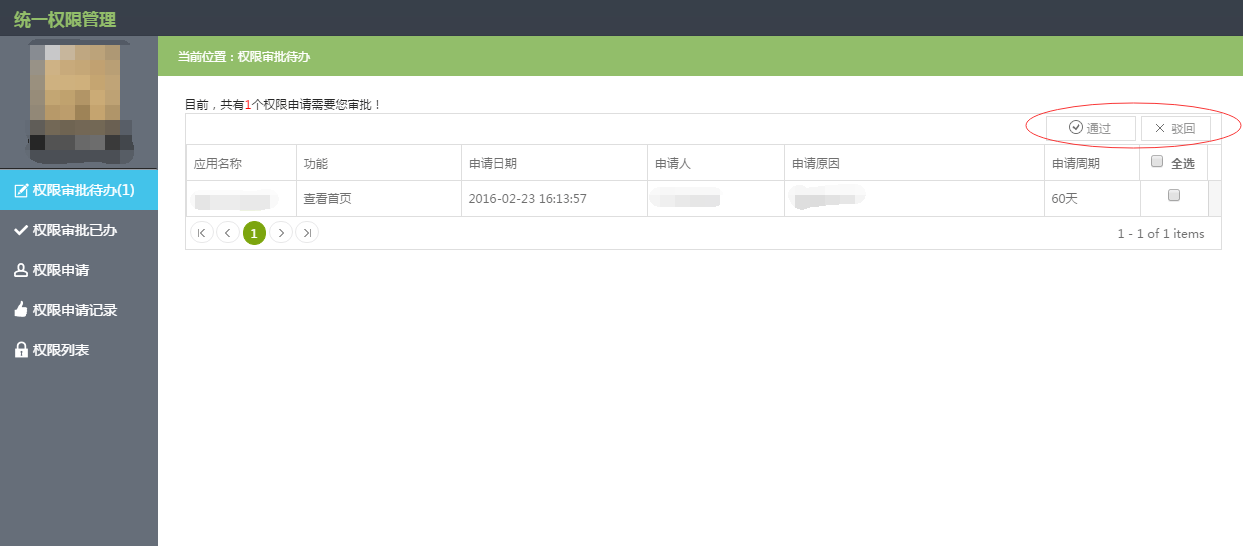 统一权限管理
当前位置：权限审批待办
权限审批待办(1)
权限审批已办
权限申请
权限申请记录
权限列表
目前，共有1个权限申请需要您审批！
通过 驳回
应用名称 功能 申请日期 申请人 申请原因 申请周期 全选
查看首页 2016-02-23 16:13:57 60天
1 1 - 1 of 1 items